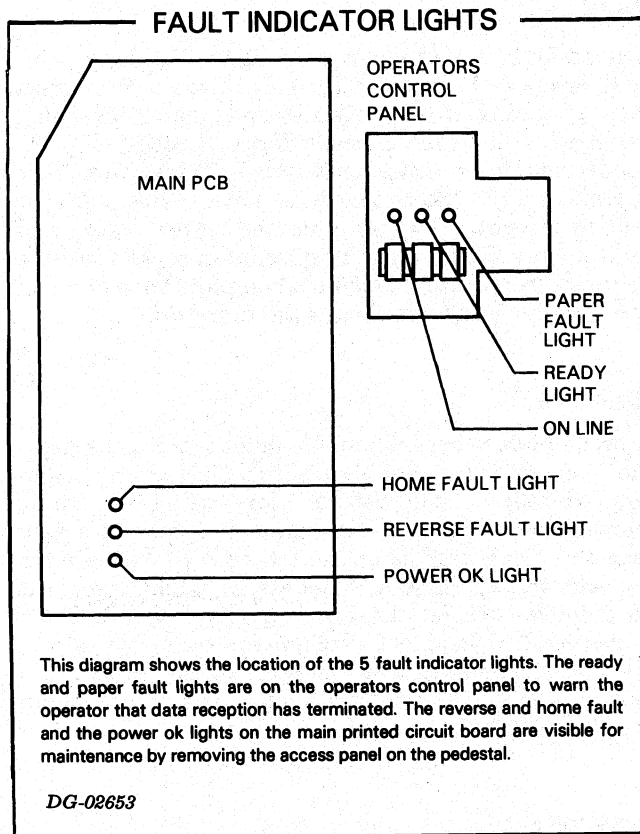 FAULT INDICATOR LIGHTS
OPERATORS
CONTROL
PANEL
MAIN PCB
PAPER
FAULT
LIGHT
READY
LIGHT
ON LINE
HOME FAULT LIGHT
REVERSE FAULT LIGHT
POWER OK LIGHT
This diagram shows the location of the 5 fault indicator lights. The ready
and paper fault lights are on the operators control panel to warn the
operator that data reception has terminated. The reverse and home fault
and the power ok lights on the main printed circuit board are visible for
maintenance by removing the access panel on the pedestal.
DG-02653